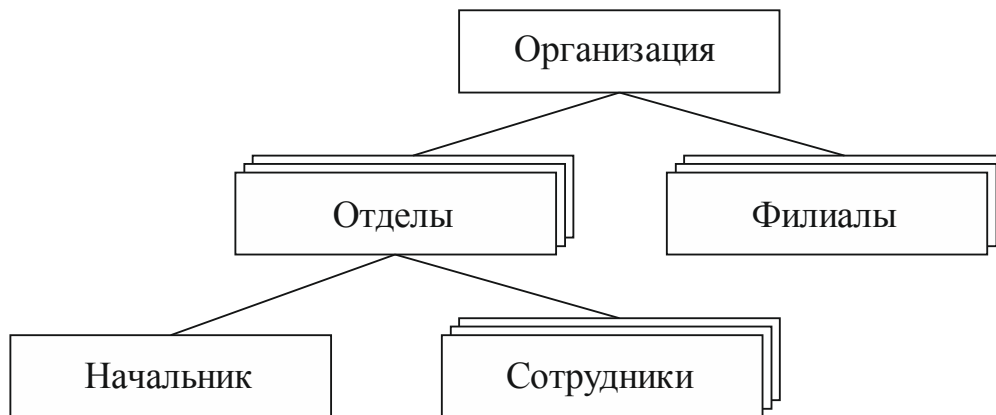 Организация
Отделы
Филиалы
Начальник
Сотрудники